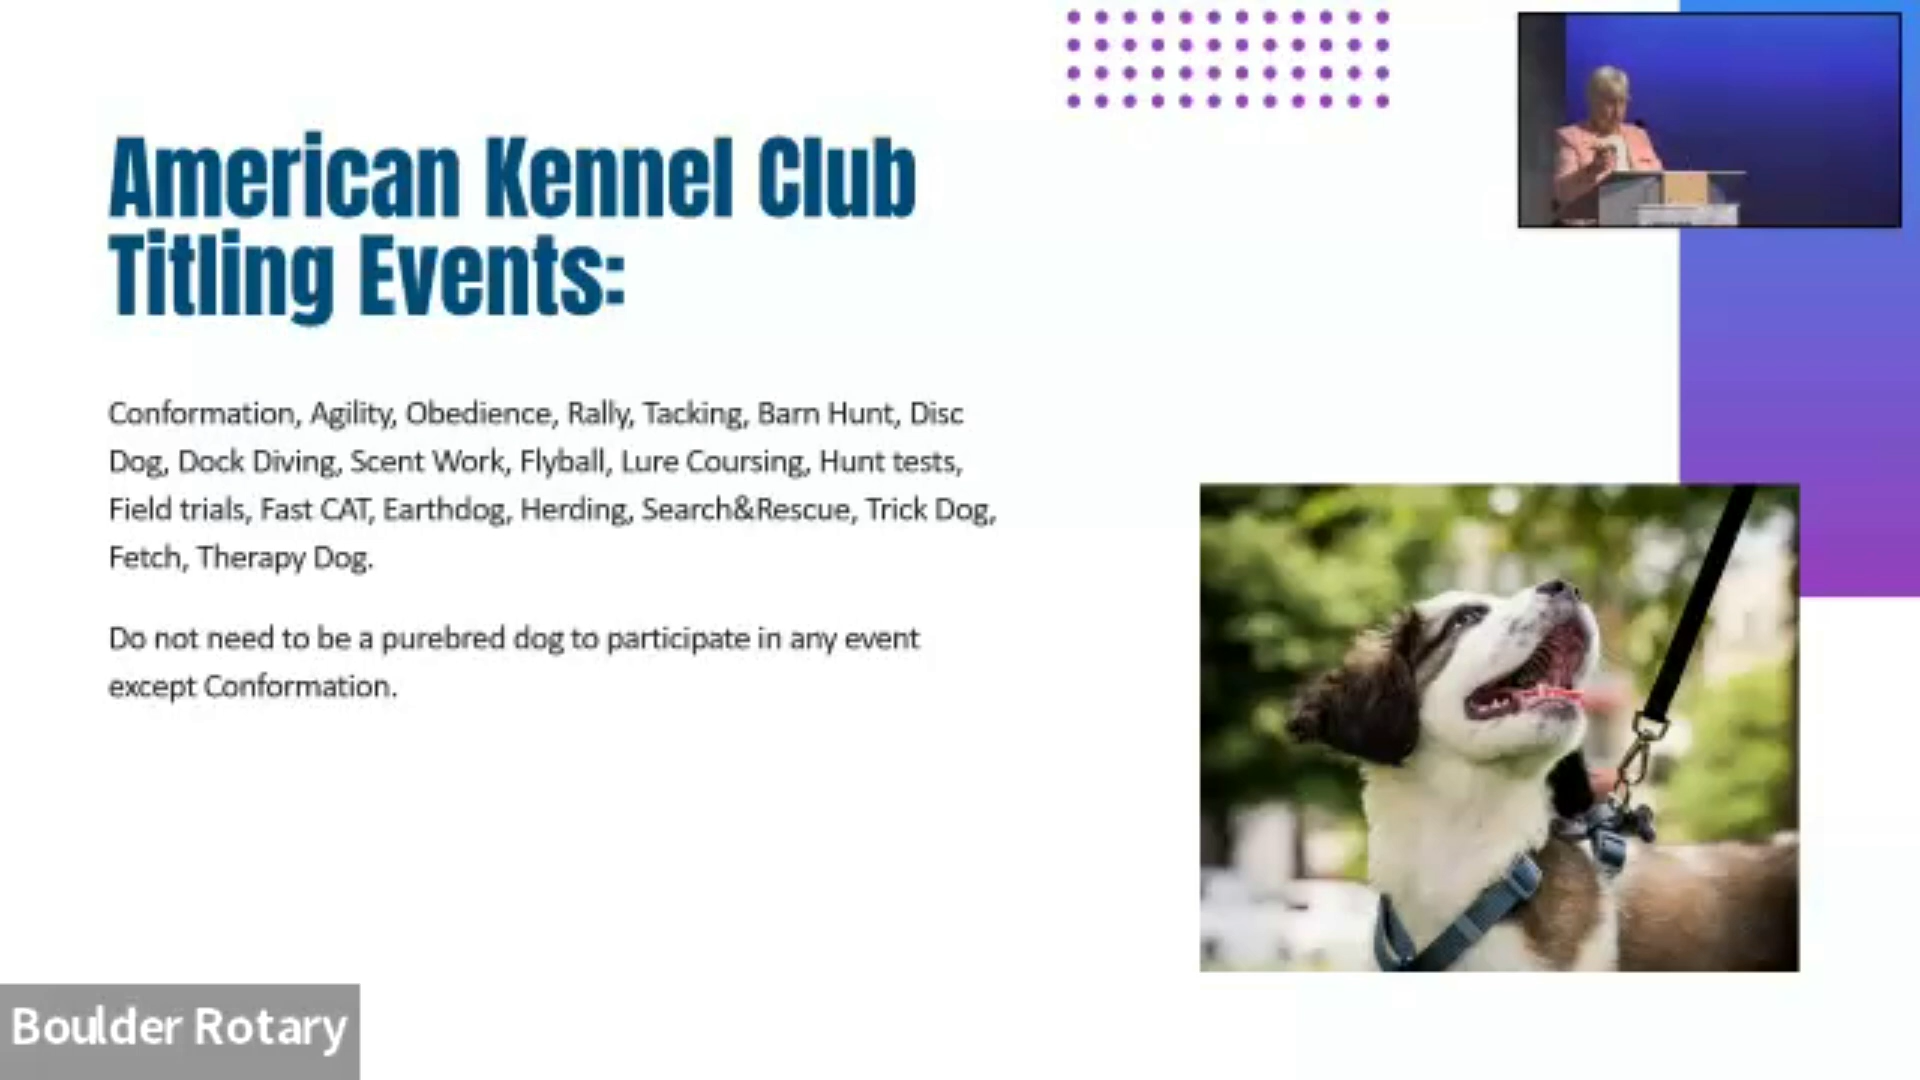 American Kennel Club
Titling Events:
Conformation, Agility, Obedience, Rally, Tacking, Barn Hunt, Disc
Dog, Dock Diving, Scent Work, Flyball, Lure Coursing, Hunt tests,
Field trials, Fast CAT, Earthdog, Herding, Search&Rescue, Trick Dog,
Fetch, Therapy Dog.
Do not need to be a purebred dog to participate in any event
except Conformation.
Boulder Rotary